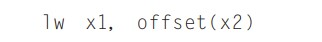 lw x1, offset(x2)